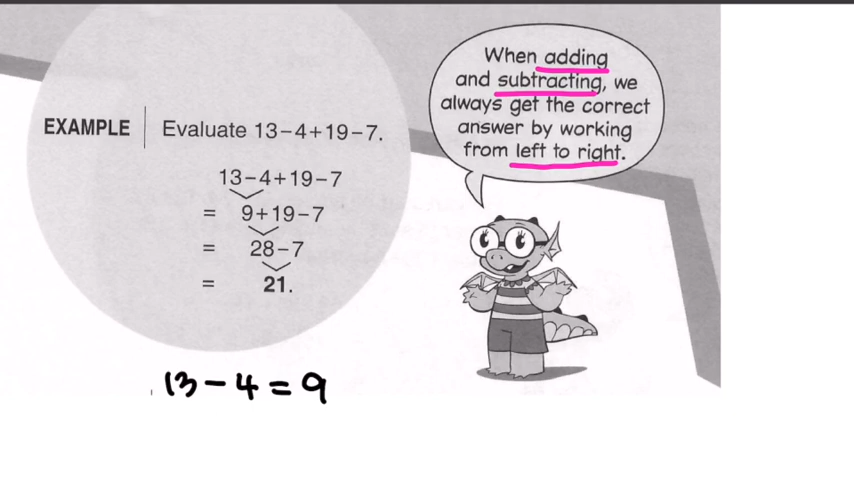 When adding
and subtracting, we
always get the correct
answer by working
from left to right.
EXAMPLE Evaluate 13-4+19-7.
13-4+19-7
= 9+19-7
= 28-7
= 21.
13-4=9